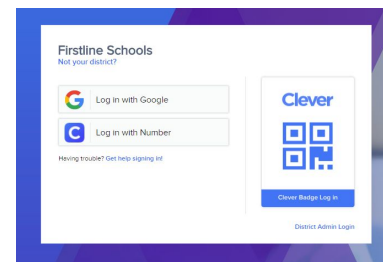 Firstline Schools
Not your district?
Log in with Google
Log in with Number
Having trouble? Get help signing in!
Clever
Clever Badge Log in
District Admin Login